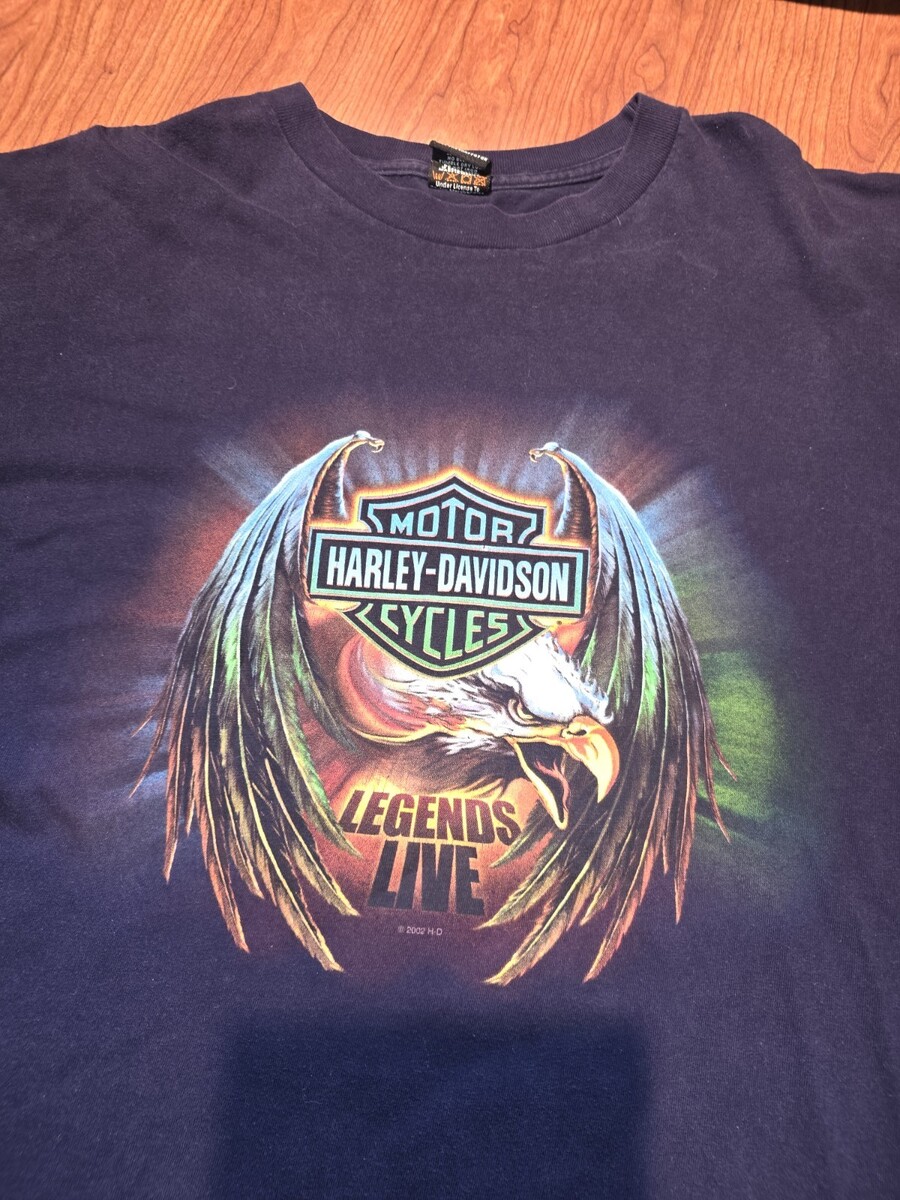 Under License To
MOTOR
HARLEY-DAVIDSON
CYCLES
LEGENDS
LIVE
© 2002 H-D